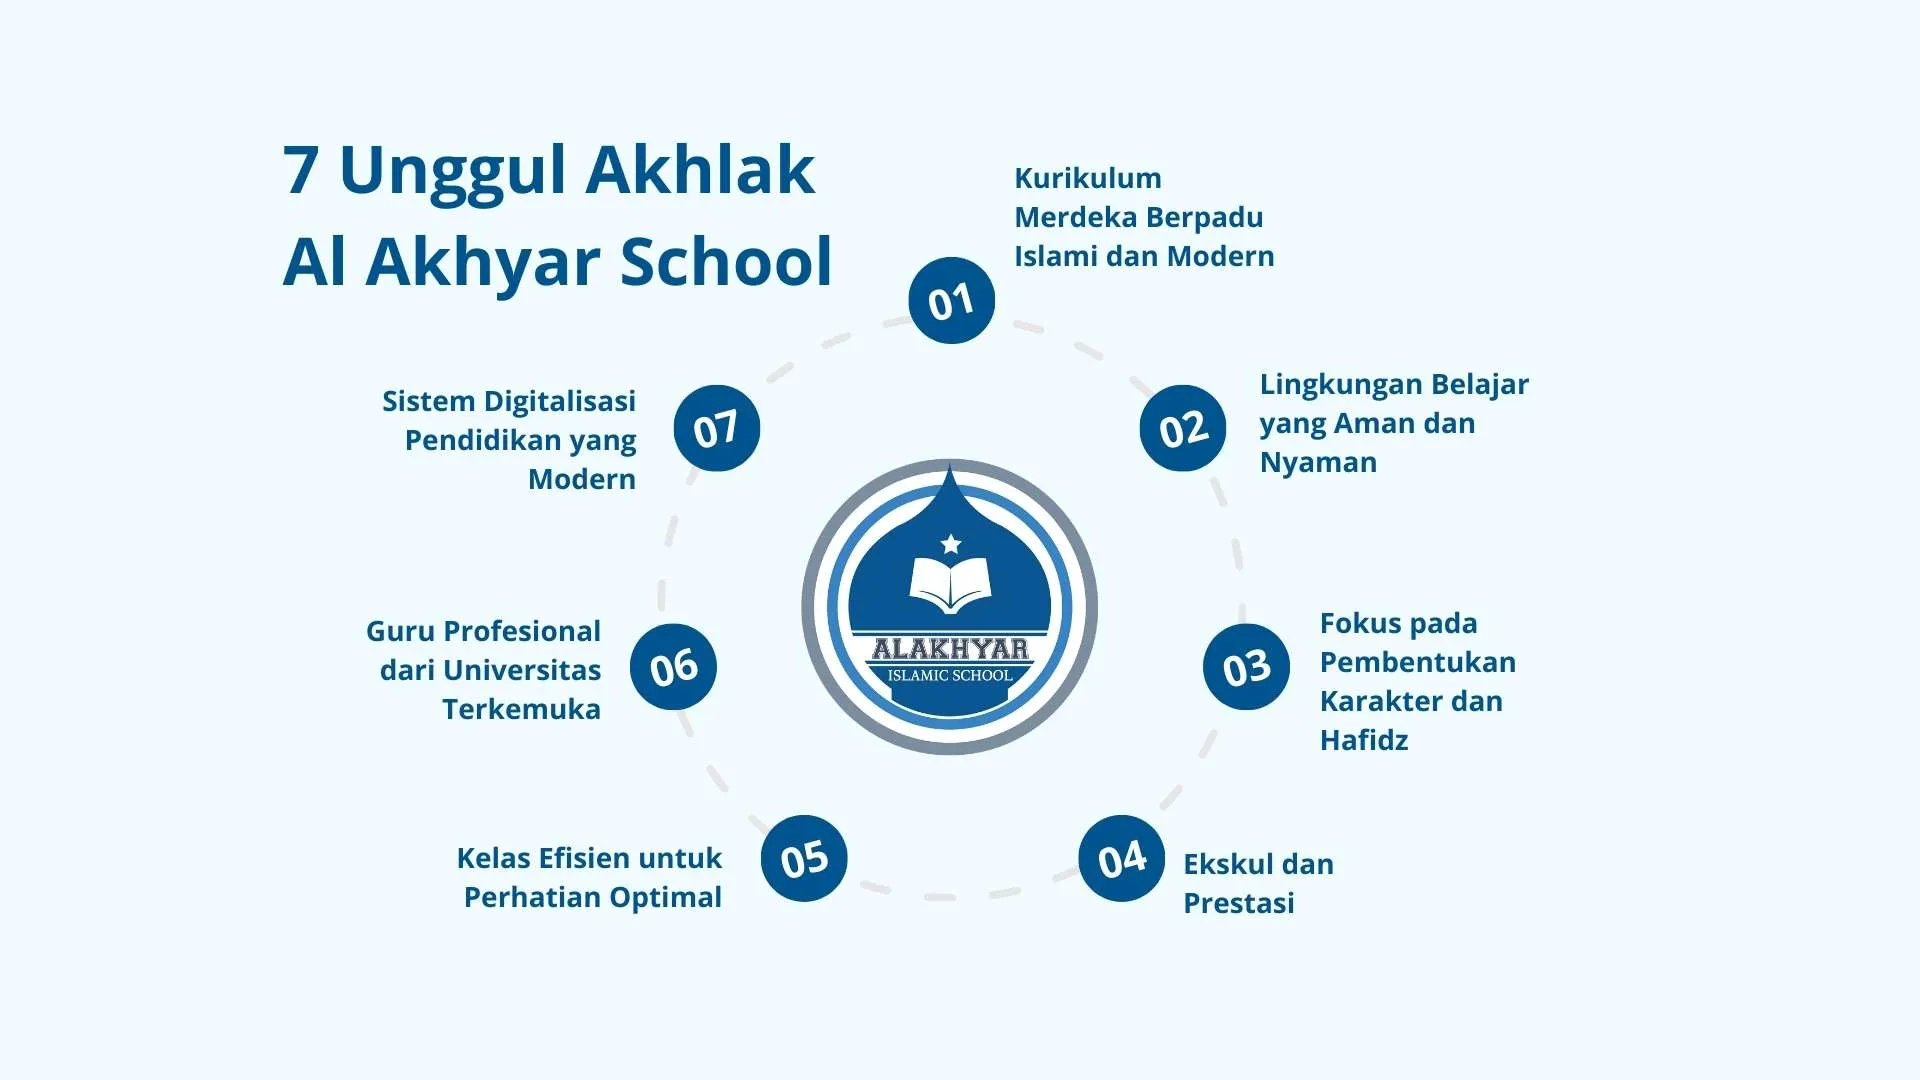 7 Unggul Akhlak
Al Akhyar School
01
Kurikulum
Merdeka Berpadu
Islami dan Modern
02
Lingkungan Belajar
yang Aman dan
Nyaman
03
Fokus pada
Pembentukan
Karakter dan
Hafidz
04
Ekskul dan
Prestasi
05
Kelas Efisien untuk
Perhatian Optimal
06
Guru Profesional
dari Universitas
Terkemuka
07
Sistem Digitalisasi
Pendidikan yang
Modern
ALAKHYAR
ISLAMIC SCHOOL